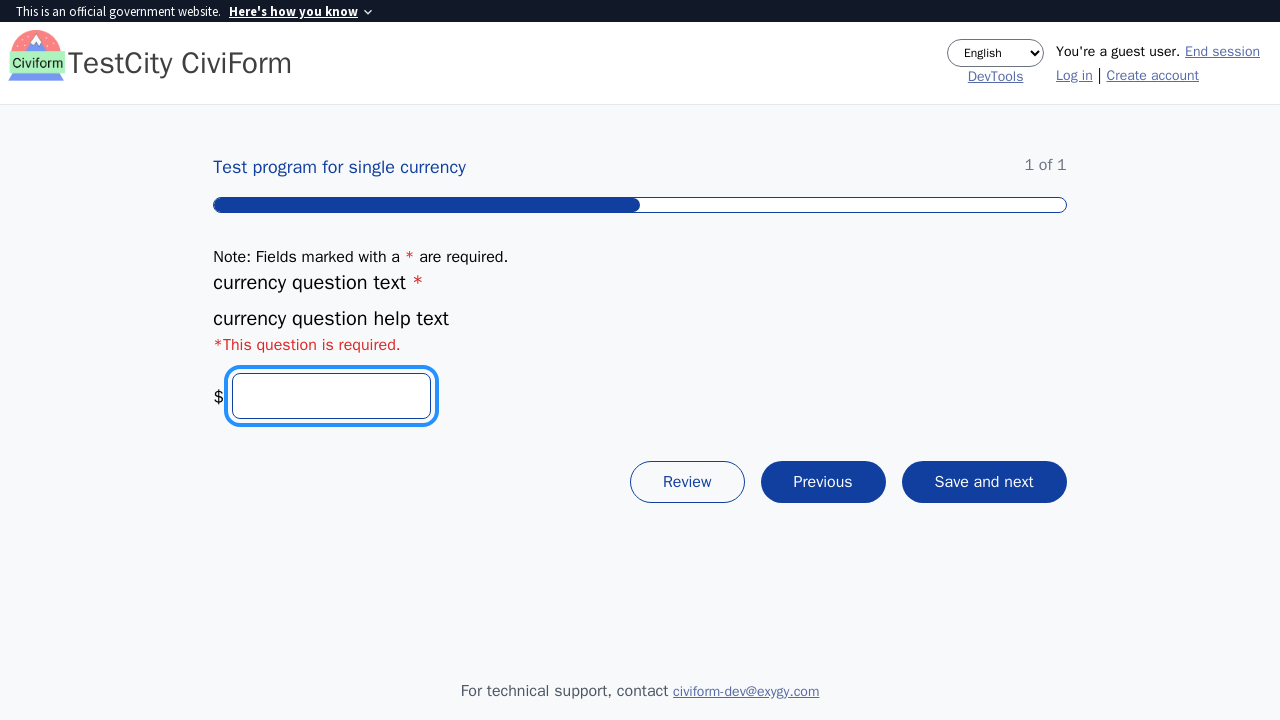 This is an official government website. Here's how you know
Civiform
TestCity CiviForm
English
DevTools
You're a guest user. End session
Log in | Create account
Test program for single currency
1 of 1
Note: Fields marked with a * are required.
currency question text *
currency question help text
*This question is required.
$
Review
Previous
Save and next
For technical support, contact civiform-dev@exygy.com